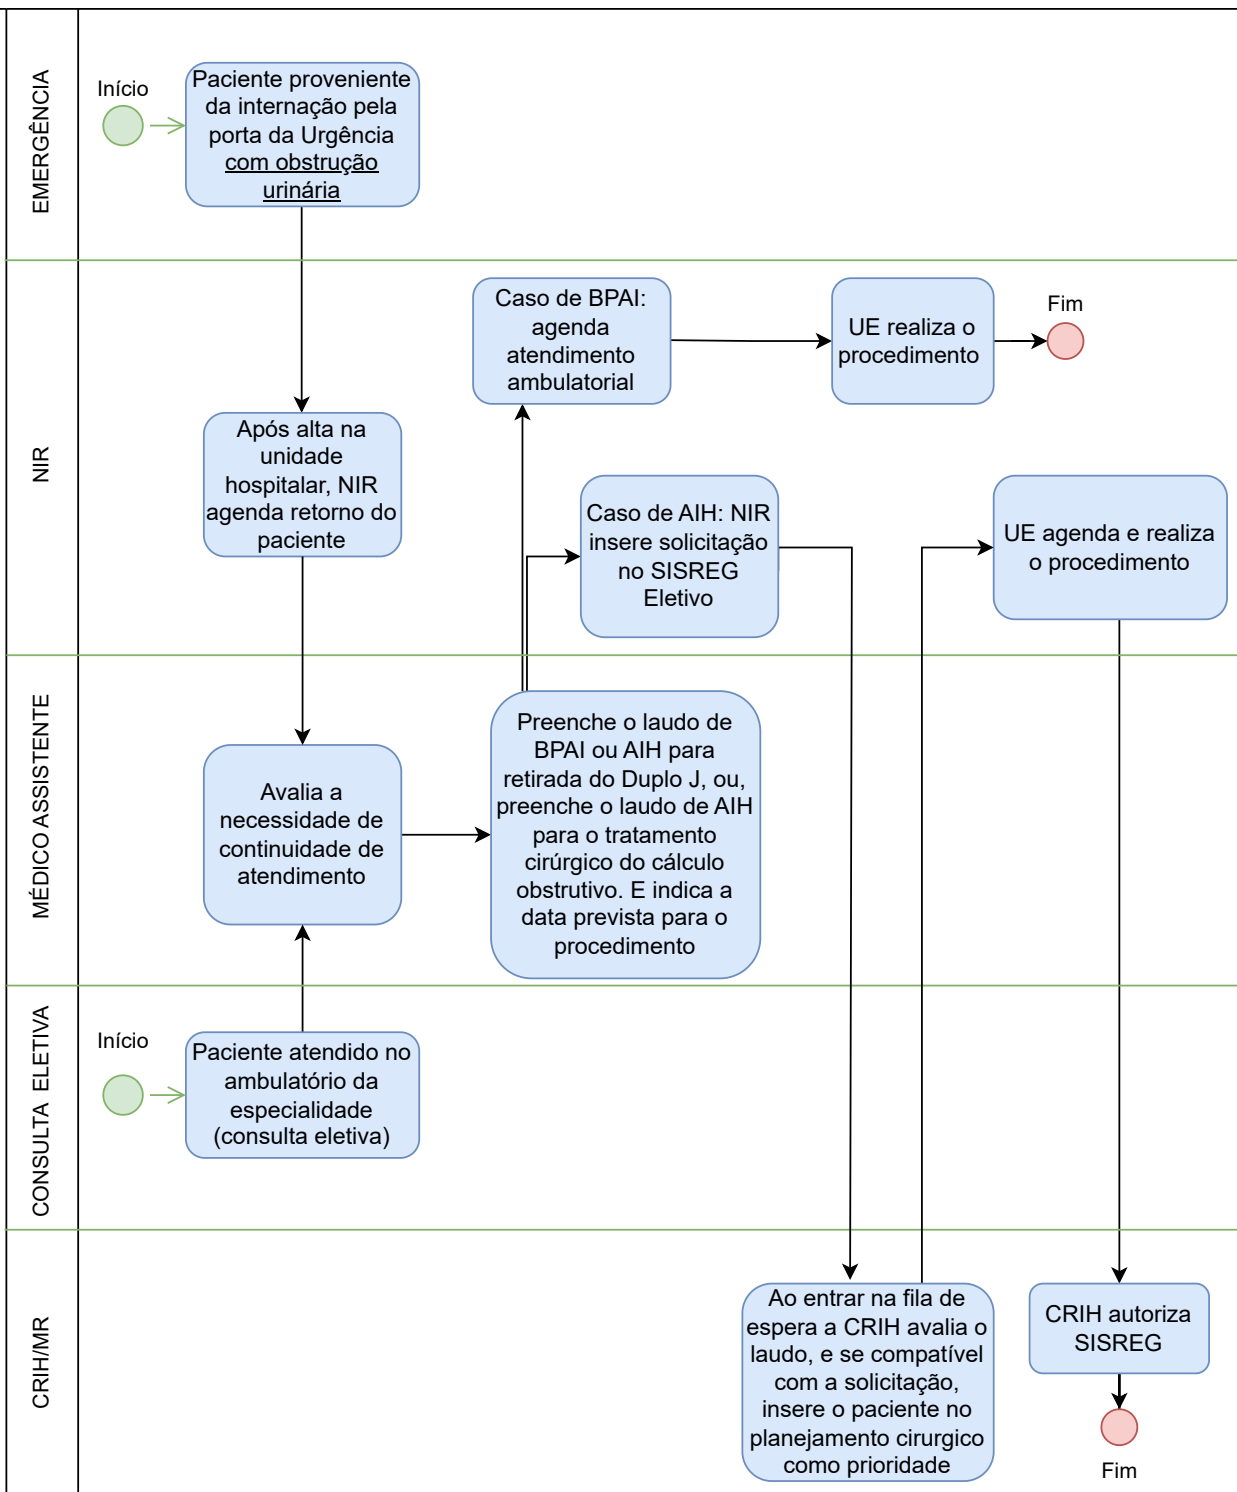 EMERGÊNCIA
Início
Paciente proveniente
da internação pela
porta da Urgência
com obstrução
urinária
NIR
Caso de BPAI:
agenda
atendimento
ambulatorial
UE realiza o
procedimento
Fim
Após alta na
unidade
hospitalar, NIR
agenda retorno do
paciente
Caso de AIH: NIR
insere solicitação
no SISREG
Eletivo
UE agenda e realiza
o procedimento
MÉDICO ASSISTENTE
Avalia a
necessidade de
continuidade de
atendimento
Preenche o laudo de
BPAI ou AIH para
retirada do Duplo J, ou,
preenche o laudo de AIH
para o tratamento
cirúrgico do cálculo
obstrutivo. E indica a
data prevista para o
procedimento
CONSULTA ELETIVA
Início
Paciente atendido no
ambulatório da
especialidade
(consulta eletiva)
CRIH/MR
Ao entrar na fila de
espera a CRIH avalia o
laudo, e se compatível
com a solicitação,
insere o paciente no
planejamento cirurgico
como prioridade
CRIH autoriza
SISREG
Fim